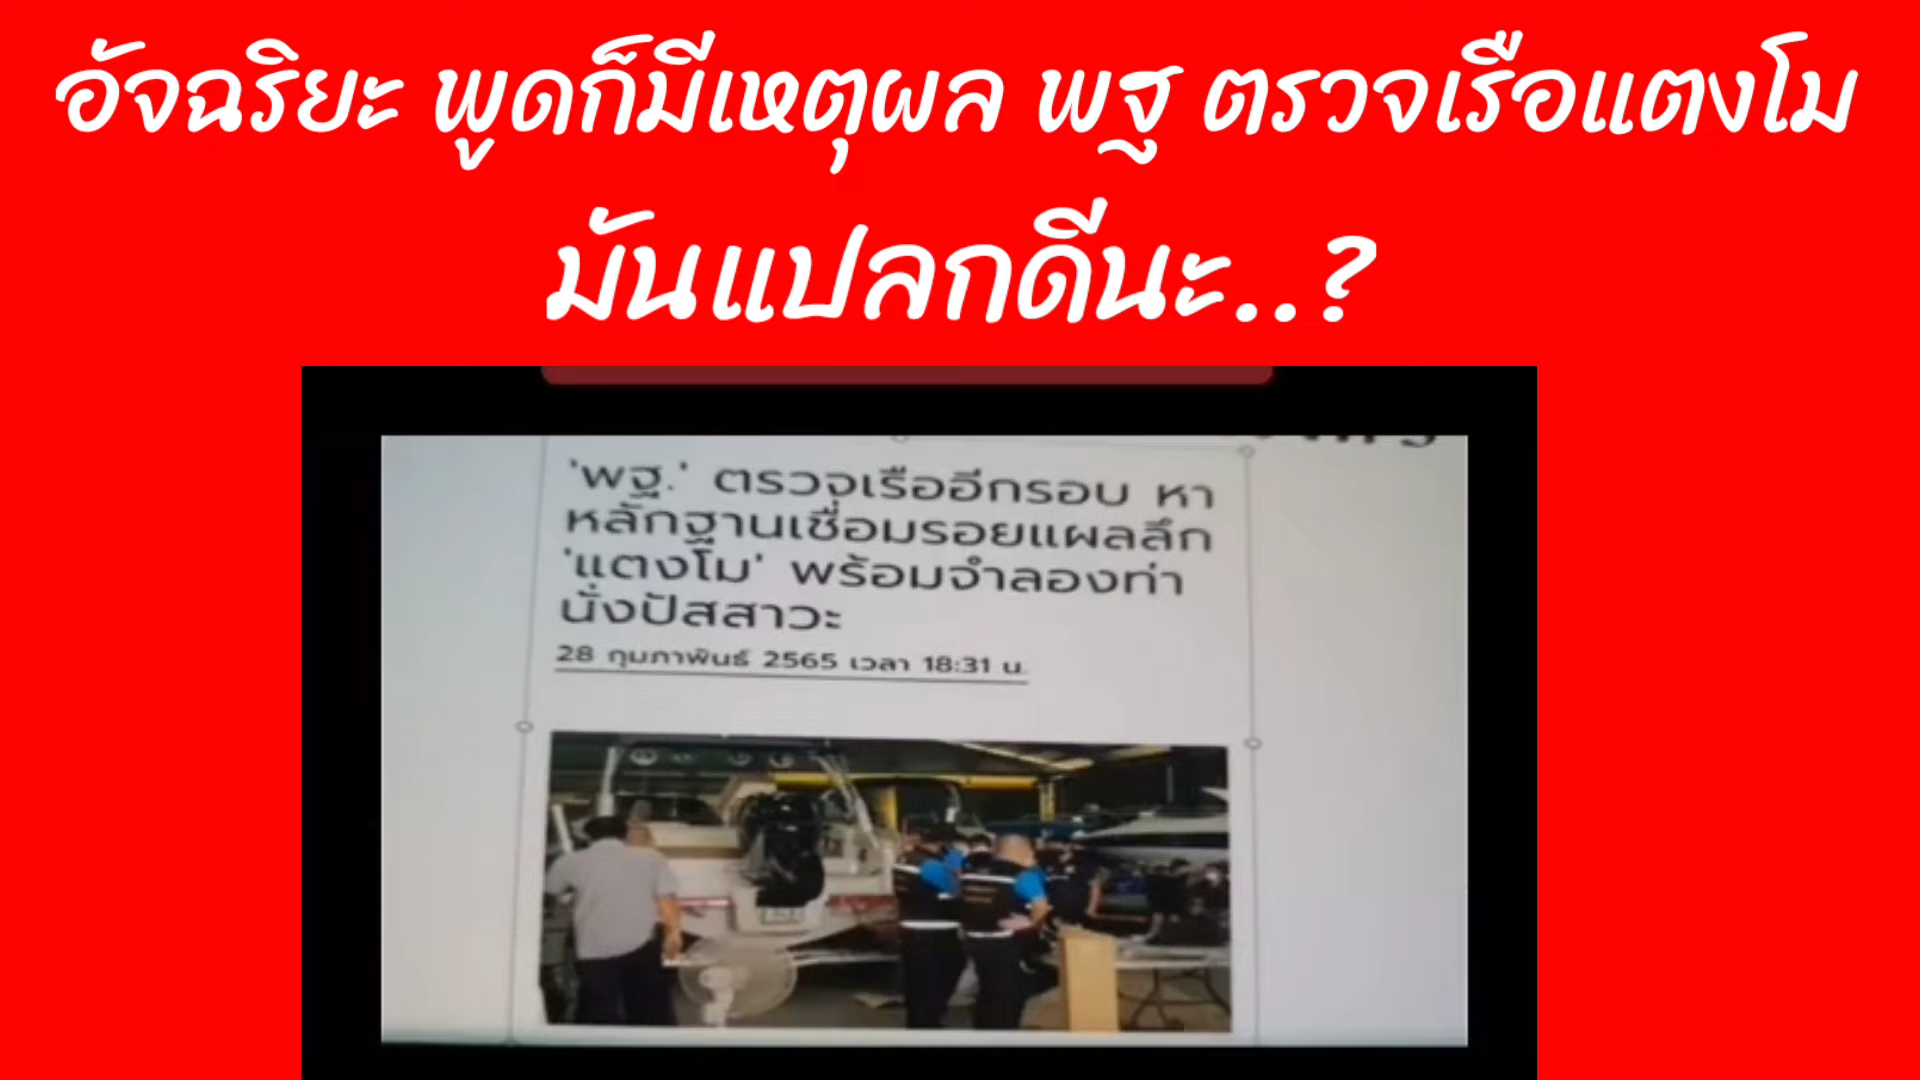 อัจฉริยะ พูดก็มีเหตุผล พฐ ตรวจเรือแตงโม
มันแปลกดีนะ..?
'พฐ.' ตรวจเรืออีกรอบ หา
หลักฐานเชื่อมรอยแผลลึก
'แตงโม' พร้อมจำลองท่า
นั่งปัสสาวะ
28 กุมภาพันธ์ 2565 เวลา 18:31 น.